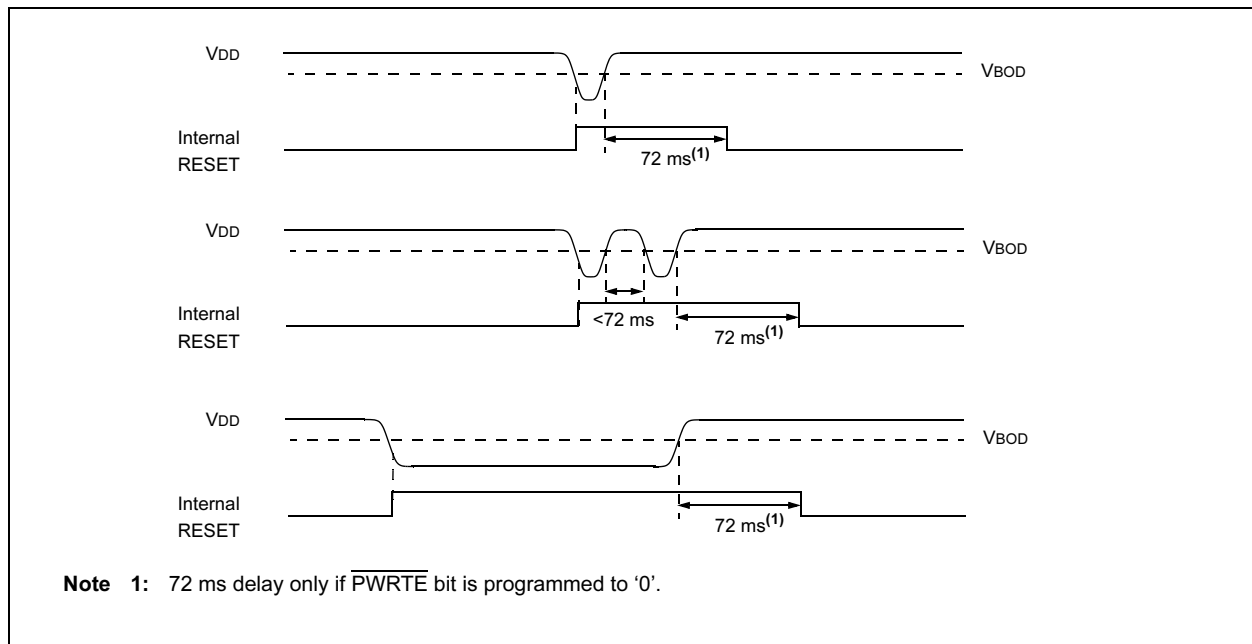 VDD
VBOD
Internal
RESET
72 ms(1)
VDD
VBOD
Internal
RESET
<72 ms
72 ms(1)
VDD
VBOD
Internal
RESET
72 ms(1)
Note 1: 72 ms delay only if PWRTE bit is programmed to ‘0’.